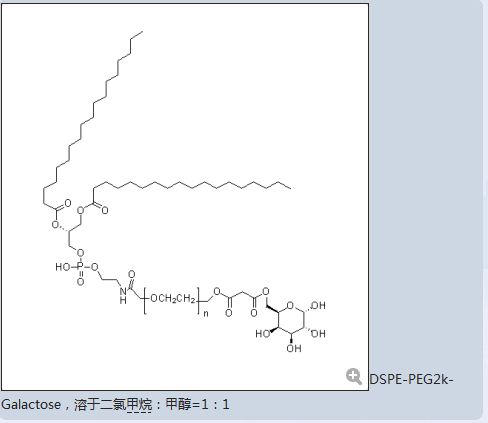 O
O
O
O
O
HO-P-O
O
N
H
O
OCH₂CH₂
n
O
O
O
O
O
OH
HO
OH
OH
DSPE-PEG2k-
Galactose，溶于二氯甲烷：甲醇=1：1